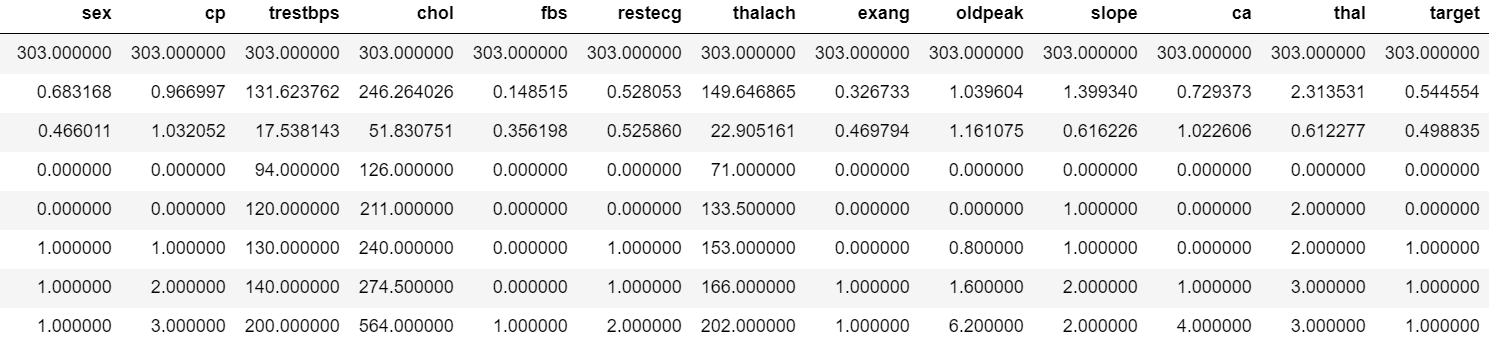 sex cp trestbps chol fbs restecg thalach exang oldpeak slope ca thal target
303.000000 303.000000 303.000000 303.000000 303.000000 303.000000 303.000000 303.000000 303.000000 303.000000 303.000000 303.000000 303.000000
0.683168 0.966997 131.623762 246.264026 0.148515 0.528053 149.646865 0.326733 1.039604 1.399340 0.729373 2.313531 0.544554
0.466011 1.032052 17.538143 51.830751 0.356198 0.525860 22.905161 0.469794 1.161075 0.616226 1.022606 0.612277 0.498835
0.000000 0.000000 94.000000 126.000000 0.000000 0.000000 71.000000 0.000000 0.000000 0.000000 0.000000 0.000000 0.000000
0.000000 0.000000 120.000000 211.000000 0.000000 0.000000 133.500000 0.000000 0.000000 1.000000 0.000000 2.000000 0.000000
1.000000 1.000000 130.000000 240.000000 0.000000 1.000000 153.000000 0.000000 0.800000 1.000000 0.000000 2.000000 1.000000
1.000000 2.000000 140.000000 274.500000 0.000000 1.000000 166.000000 1.000000 1.600000 2.000000 1.000000 3.000000 1.000000
1.000000 3.000000 200.000000 564.000000 1.000000 2.000000 202.000000 1.000000 6.200000 2.000000 4.000000 3.000000 1.000000